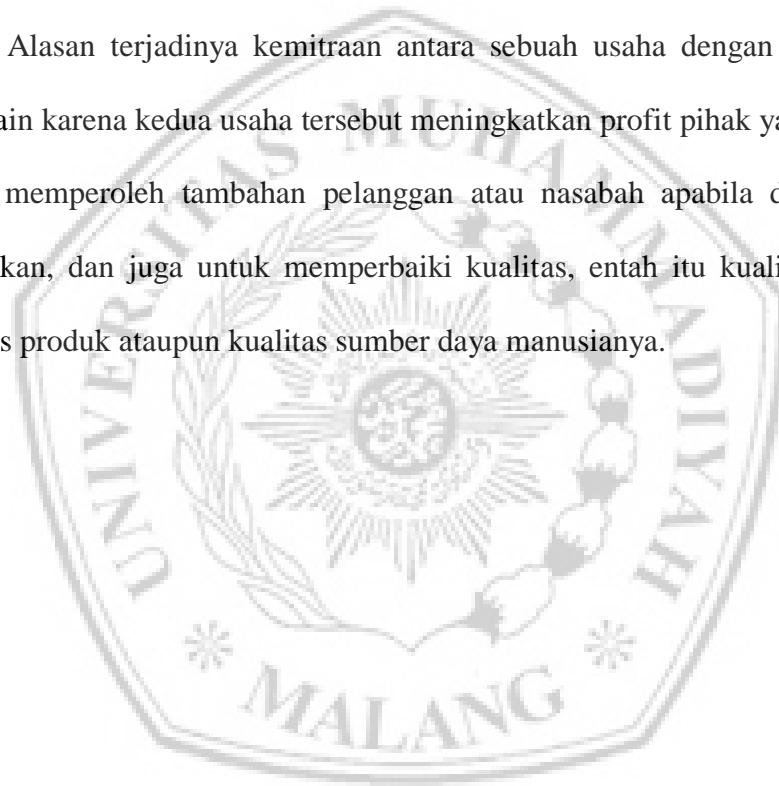 Alasan terjadinya kemitraan antara sebuah usaha dengan
ain karena kedua usaha tersebut meningkatkan profit pihak ya
memperoleh tambahan pelanggan atau nasabah apabila d
kan, dan juga untuk memperbaiki kualitas, entah itu kuali
s produk ataupun kualitas sumber daya manusianya.
UNIVERSITAS MUHAMMADIYAH
MALANG